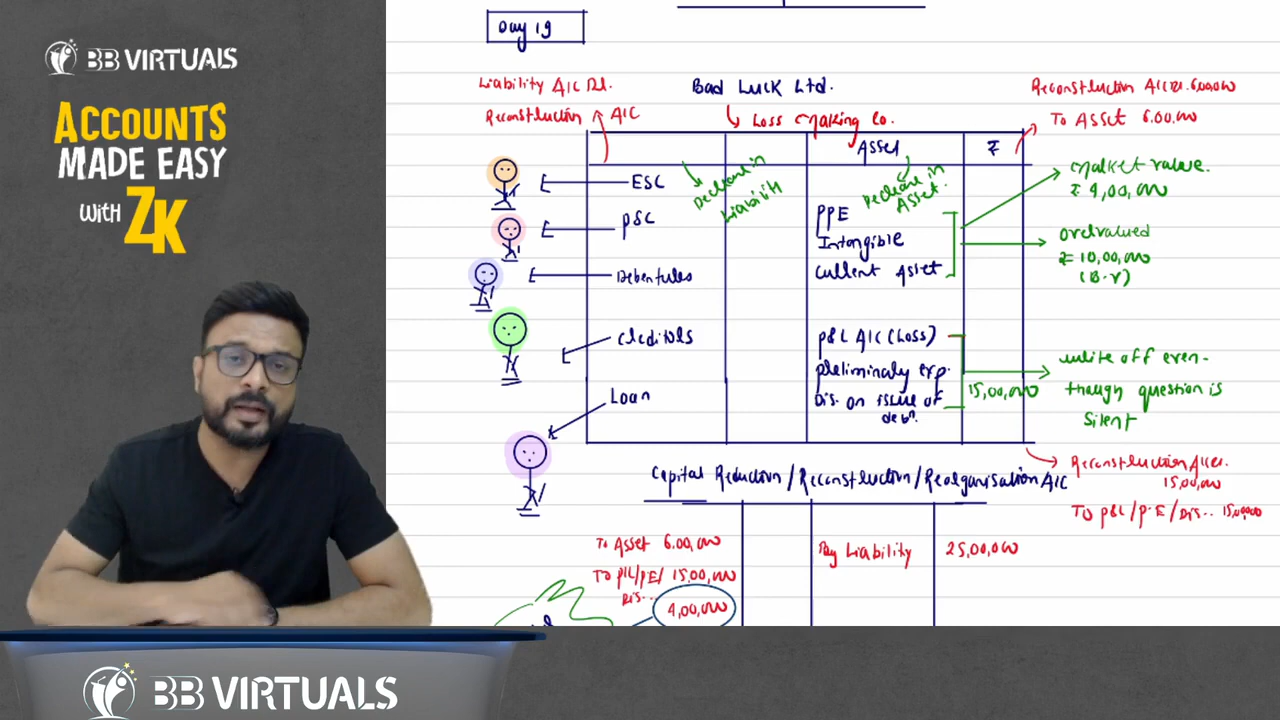 BB VIRTUALS
ACCOUNTS
MADE EASY
with ZK
Day 19
Liability A/C Dr.
Reconstruction A/C
Bad Luck Ltd.
Loss Making Co.
Reconstruction A/C Dr. 6,00,000
To Asset 6,00,000
Asset ₹
Decrease in
Liability
Decrease in
Asset.
ESC
PSC
Debentures
Creditors
Loan
PPE
Intangible
Current Asset
P&L A/C (Loss)
Preliminary exp.
Dis. on issue of
debn.
15,00,000
Market value.
₹ 4,00,000
Overvalued
₹ 10,00,000
(B.V)
Write off even-
though question is
Silent
Reconstruction A/C Dr.
15,00,000
To P&L/P.E/Dis.. 15,00,000
Capital Reduction/Reconstruction/Reorganisation A/C
To Asset 6,00,000
To P/L/PE/ 15,00,000
Dis...
4,00,000
By Liability 25,00,000
BB VIRTUALS